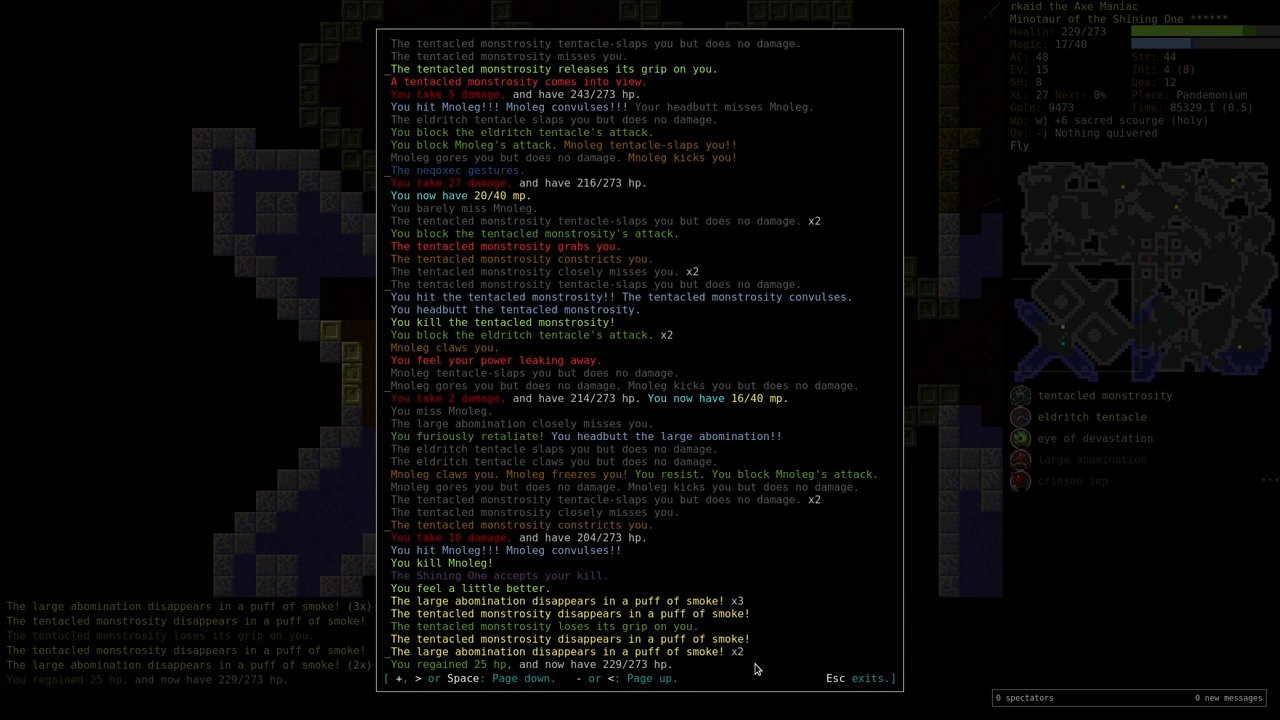 The tentacled monstrosity tentacle-slaps you but does no damage.
The tentacled monstrosity misses you.
_The tentacled monstrosity releases its grip on you.
A tentacled monstrosity comes into view.
You take 5 damage, and have 243/273 hp.
You hit Mnoleg!!! Mnoleg convulses!!! Your headbutt misses Mnoleg.
The eldritch tentacle slaps you but does no damage.
You block the eldritch tentacle's attack.
You block Mnoleg's attack. Mnoleg tentacle-slaps you!!
Mnoleg gores you but does no damage. Mnoleg kicks you!
_The neqoxec gestures.
You take 27 damage, and have 216/273 hp.
You now have 20/40 mp.
You barely miss Mnoleg.
The tentacled monstrosity tentacle-slaps you but does no damage. x2
You block the tentacled monstrosity's attack.
The tentacled monstrosity grabs you.
The tentacled monstrosity constricts you.
The tentacled monstrosity closely misses you. x2
_The tentacled monstrosity tentacle-slaps you but does no damage.
You hit the tentacled monstrosity!! The tentacled monstrosity convulses.
You headbutt the tentacled monstrosity.
You kill the tentacled monstrosity!
You block the eldritch tentacle's attack. x2
Mnoleg claws you.
You feel your power leaking away.
Mnoleg tentacle-slaps you but does no damage.
_Mnoleg gores you but does no damage. Mnoleg kicks you but does no damage.
You take 2 damage, and have 214/273 hp. You now have 16/40 mp.
You miss Mnoleg.
The large abomination closely misses you.
You furiously retaliate! You headbutt the large abomination!!
The eldritch tentacle slaps you but does no damage.
The eldritch tentacle claws you but does no damage.
Mnoleg claws you. Mnoleg freezes you! You resist. You block Mnoleg's attack.
Mnoleg gores you but does no damage. Mnoleg kicks you but does no damage.
The tentacled monstrosity tentacle-slaps you but does no damage. x2
The tentacled monstrosity closely misses you.
_The tentacled monstrosity constricts you.
You take 10 damage, and have 204/273 hp.
You hit Mnoleg!!! Mnoleg convulses!!
You kill Mnoleg!
The Shining One accepts your kill.
You feel a little better.
The large abomination disappears in a puff of smoke! x3
The tentacled monstrosity disappears in a puff of smoke!
The tentacled monstrosity loses its grip on you.
The tentacled monstrosity disappears in a puff of smoke!
_The large abomination disappears in a puff of smoke! x2
You regained 25 hp, and now have 229/273 hp.
[ +, > or Space: Page down.   - or <: Page up.   Esc exits.]
The large abomination disappears in a puff of smoke! (3x)
The tentacled monstrosity disappears in a puff of smoke!
The tentacled monstrosity loses its grip on you.
The tentacled monstrosity disappears in a puff of smoke!
The large abomination disappears in a puff of smoke! (2x)
You regained 25 hp, and now have 229/273 hp.
rkaid the Axe Maniac
Minotaur of the Shining One ******
Health: 229/273
Magic: 17/40
AC: 48 Str: 44
EV: 15 Int: 4 (8)
SH: 8 Dex: 12
XL: 27 Next: 0% Place: Pandemonium
Gold: 9473 Time: 85329.1 (0.5)
Wp: w) +6 sacred scourge (holy)
Qv: -) Nothing quivered
Fly
tentacled monstrosity
eldritch tentacle
eye of devastation
large abomination
crimson imp
...
0 spectators 0 new messages